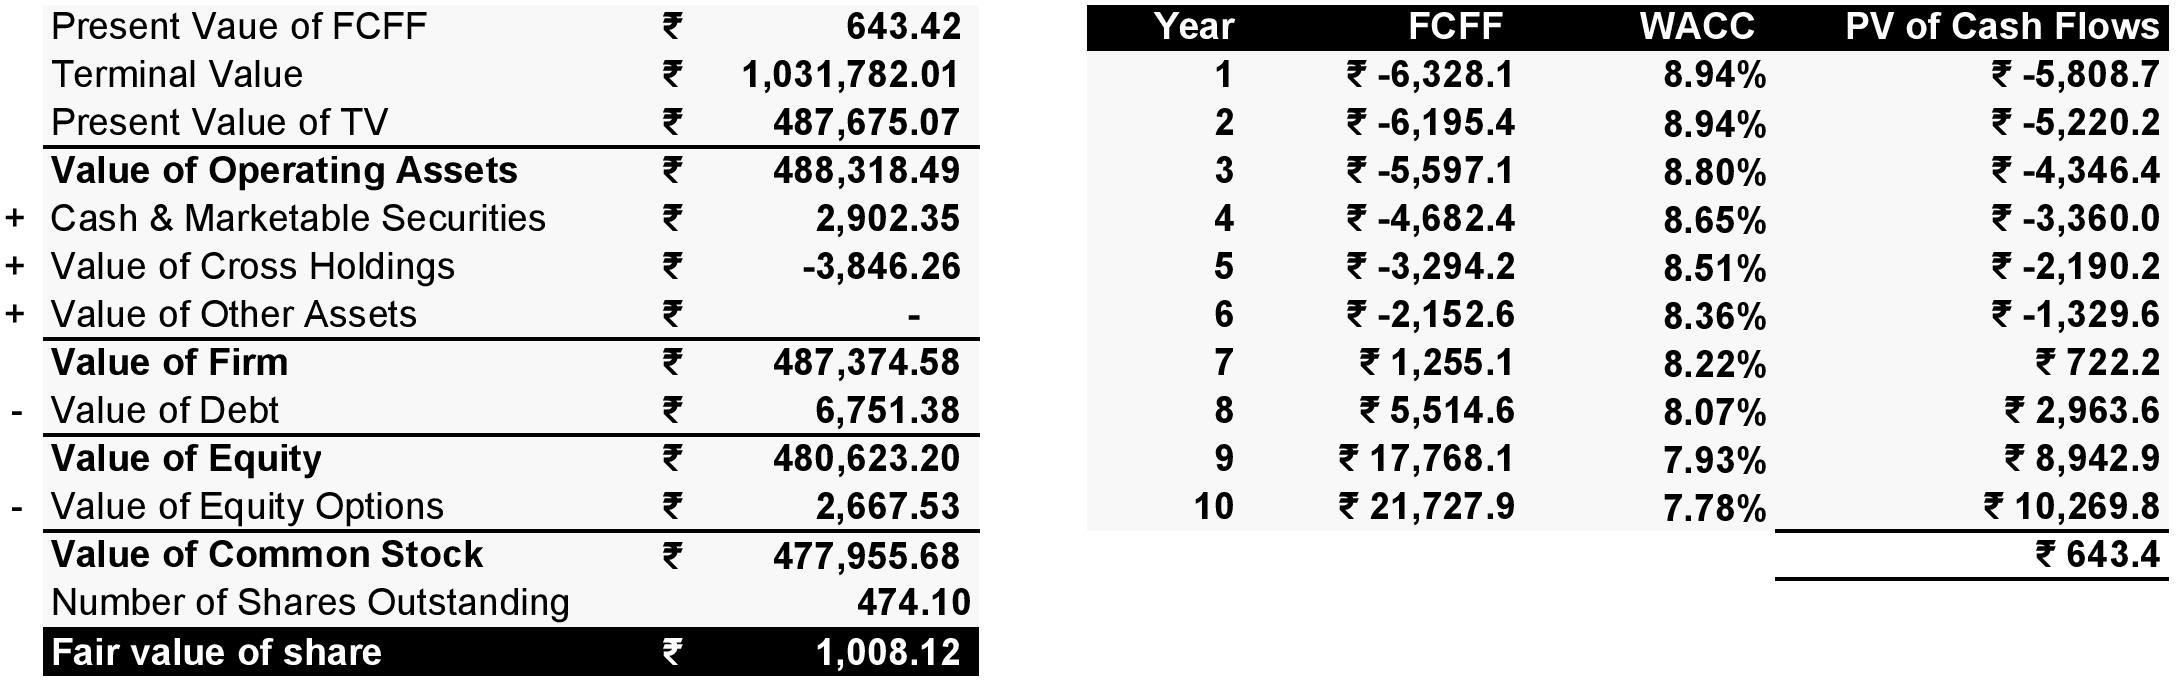 Present Vaue of FCFF ₹ 643.42
Terminal Value ₹ 1,031,782.01
Present Value of TV ₹ 487,675.07
Value of Operating Assets ₹ 488,318.49
+ Cash & Marketable Securities ₹ 2,902.35
+ Value of Cross Holdings ₹ -3,846.26
+ Value of Other Assets ₹ -
Value of Firm ₹ 487,374.58
- Value of Debt ₹ 6,751.38
Value of Equity ₹ 480,623.20
- Value of Equity Options ₹ 2,667.53
Value of Common Stock ₹ 477,955.68
Number of Shares Outstanding 474.10
Fair value of share ₹ 1,008.12
Year FCFF WACC PV of Cash Flows
1 ₹ -6,328.1 8.94% ₹ -5,808.7
2 ₹ -6,195.4 8.94% ₹ -5,220.2
3 ₹ -5,597.1 8.80% ₹ -4,346.4
4 ₹ -4,682.4 8.65% ₹ -3,360.0
5 ₹ -3,294.2 8.51% ₹ -2,190.2
6 ₹ -2,152.6 8.36% ₹ -1,329.6
7 ₹ 1,255.1 8.22% ₹ 722.2
8 ₹ 5,514.6 8.07% ₹ 2,963.6
9 ₹ 17,768.1 7.93% ₹ 8,942.9
10 ₹ 21,727.9 7.78% ₹ 10,269.8
₹ 643.4